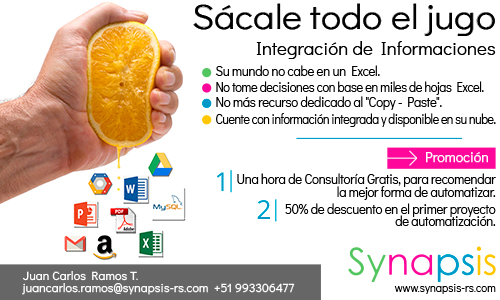 Sácale todo el jugo
Integración de Informaciones
Su mundo no cabe en un Excel.
No tome decisiones con base en miles de hojas Excel.
No más recurso dedicado al "Copy - Paste".
Cuente con información integrada y disponible en su nube.
Promoción
1 Una hora de Consultoría Gratis, para recomendar
la mejor forma de automatizar.
2 50% de descuento en el primer proyecto
de automatización.
W
MySQL
P
PDF
Adobe
M
a
X
Synapsis
www.synapsis-rs.com
Juan Carlos Ramos T.
juancarlos.ramos@synapsis-rs.com +51 993306477